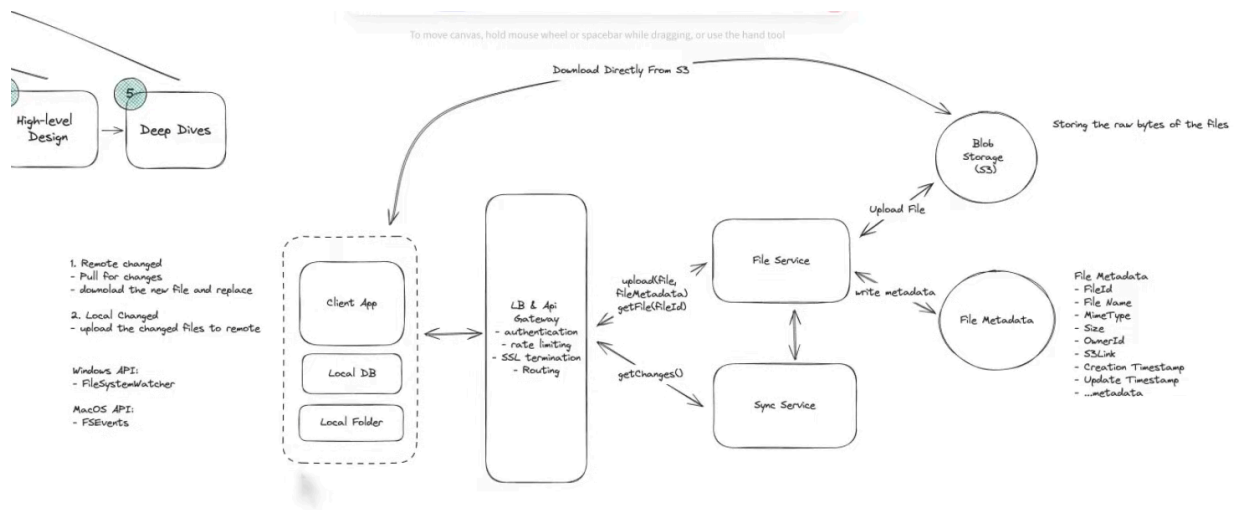 To move canvas, hold mouse wheel or spacebar while dragging, or use the hand tool
5
High-level
Design
Deep Dives
Download Directly From S3
Blob
Storage
(S3)
Storing the raw bytes of the files
Upload File
1. Remote changed
- Pull for changes
- downolad the new file and replace
2. Local Changed
- upload the changed files to remote
Windows API:
- FileSystemWatcher
MacOS API:
- FSEvents
Client App
Local DB
Local Folder
LB & Api
Gateway
- authentication
- rate limiting
- SSL termination
- Routing
upload(file,
fileMetadata)
getFile(fileId)
getChanges()
File Service
Sync Service
write metadata
File Metadata
File Metadata
- FileId
- File Name
- MimeType
- Size
- OwnerId
- S3Link
- Creation Timestamp
- Update Timestamp
- ...metadata